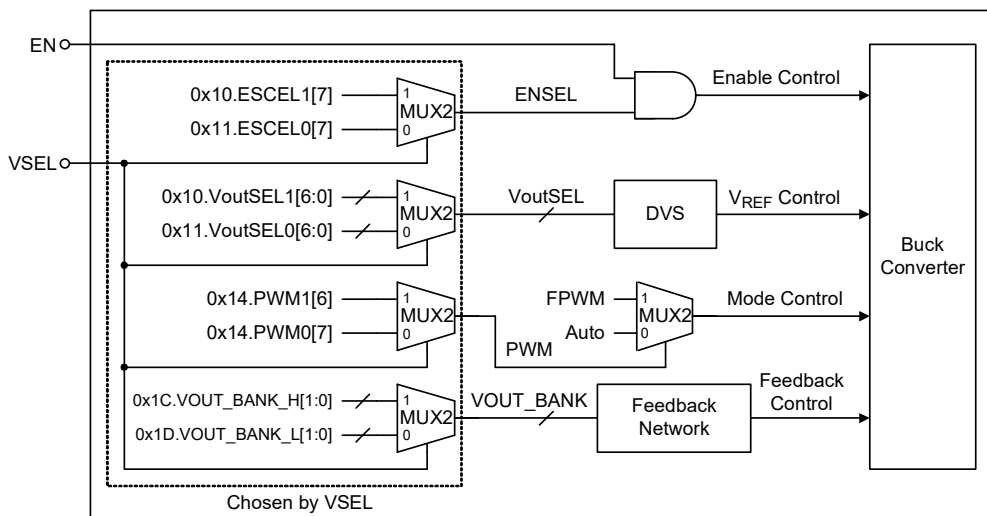 EN
VSEL
0x10.ESCEL1[7]
0x11.ESCEL0[7]
1
MUX2
0
ENSEL
Enable Control
0x10.VoutSEL1[6:0]
0x11.VoutSEL0[6:0]
1
MUX2
0
VoutSEL
DVS
VREF Control
Buck
Converter
0x14.PWM1[6]
0x14.PWM0[7]
1
MUX2
0
PWM
FPWM
Auto
1
MUX2
0
Mode Control
0x1C.VOUT_BANK_H[1:0]
0x1D.VOUT_BANK_L[1:0]
1
MUX2
0
VOUT_BANK
Feedback
Network
Feedback
Control
Chosen by VSEL